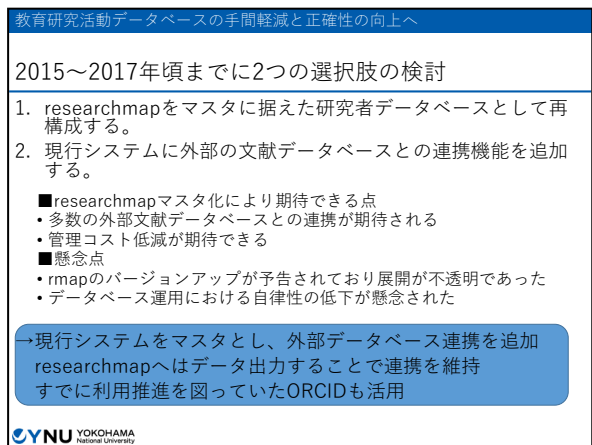 教育研究活動データベースの手間軽減と正確性の向上へ
2015～2017年頃までに2つの選択肢の検討
1. researchmapをマスタに据えた研究者データベースとして再
構成する。
2. 現行システムに外部の文献データベースとの連携機能を追加
する。
■researchmapマスタ化により期待できる点
• 多数の外部文献データベースとの連携が期待される
• 管理コスト低減が期待できる
■懸念点
• rmapのバージョンアップが予告されており展開が不透明であった
• データベース運用における自律性の低下が懸念された
→現行システムをマスタとし、外部データベース連携を追加
researchmapへはデータ出力することで連携を維持
すでに利用推進を図っていたORCIDも活用
YNU YOKOHAMA
National University